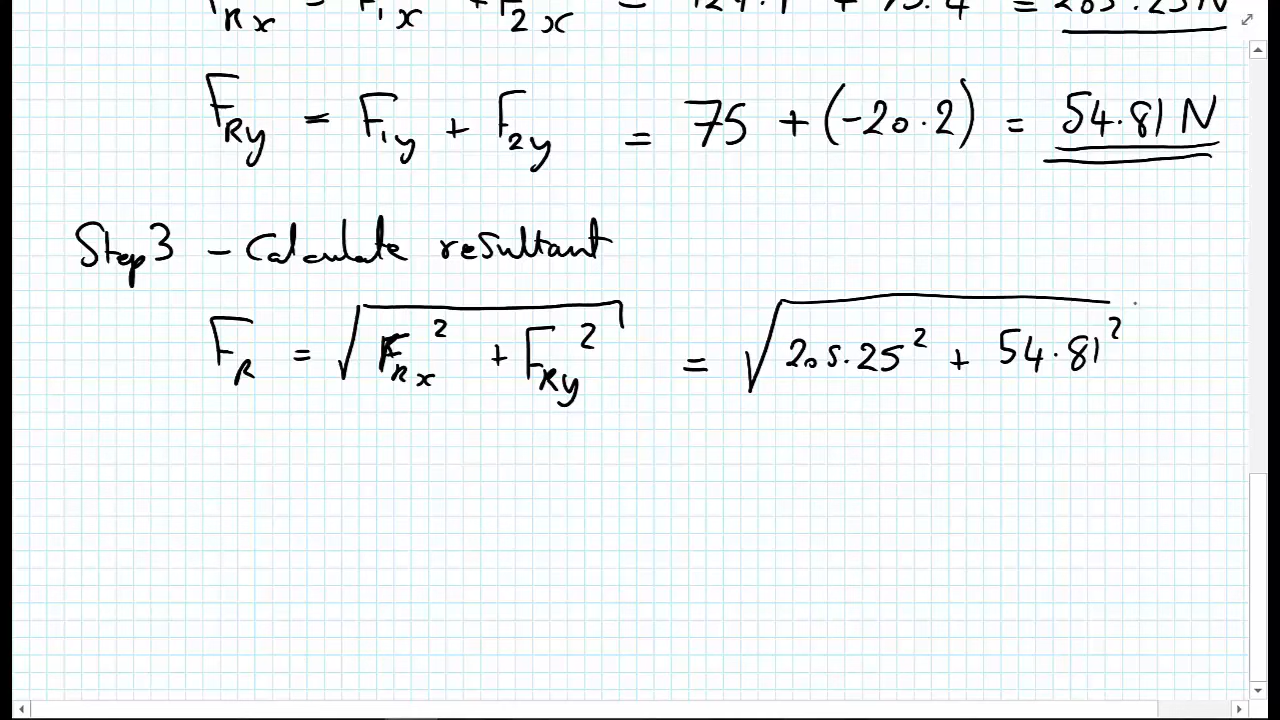 F_Ry = F_1y + F_2y = 75 + (-20.2) = 54.81 N
Step 3 - Calculate resultant
F_R = √(F_Rx² + F_Ry²) = √(205.25² + 54.81²)